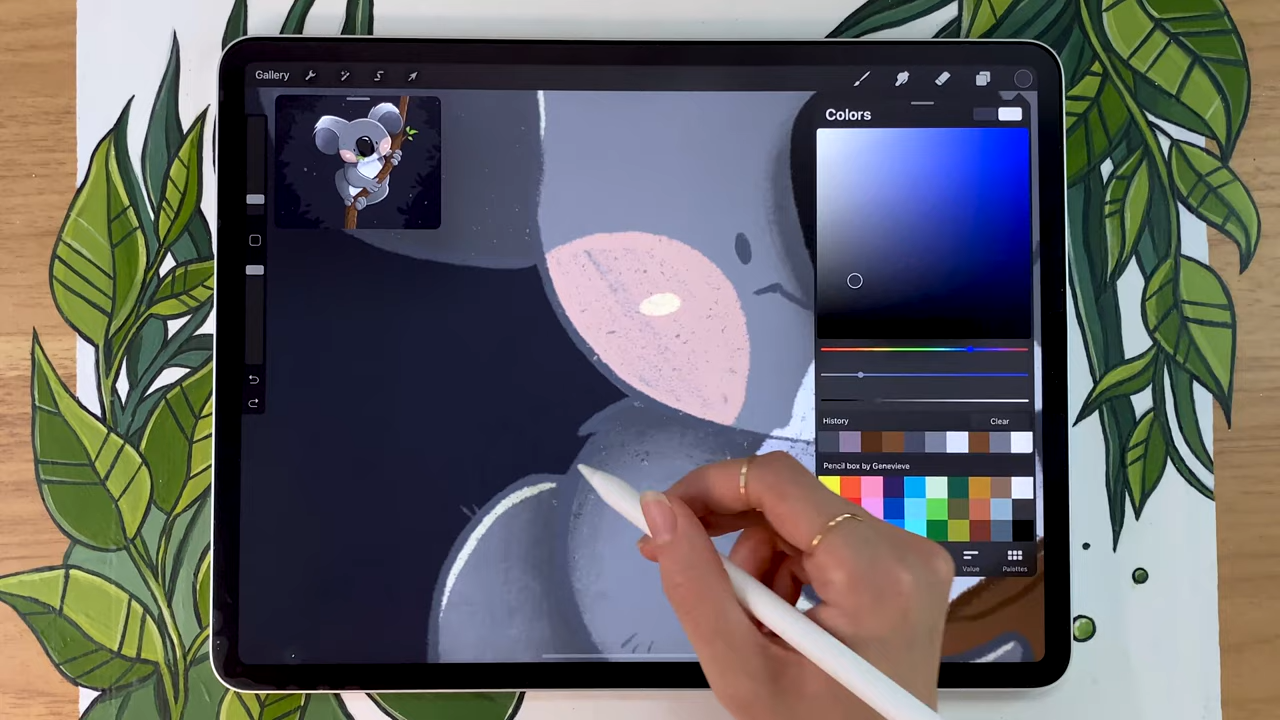 Gallery
Colors
History
Clear
Pencil box by Genevieve
Value
Palettes